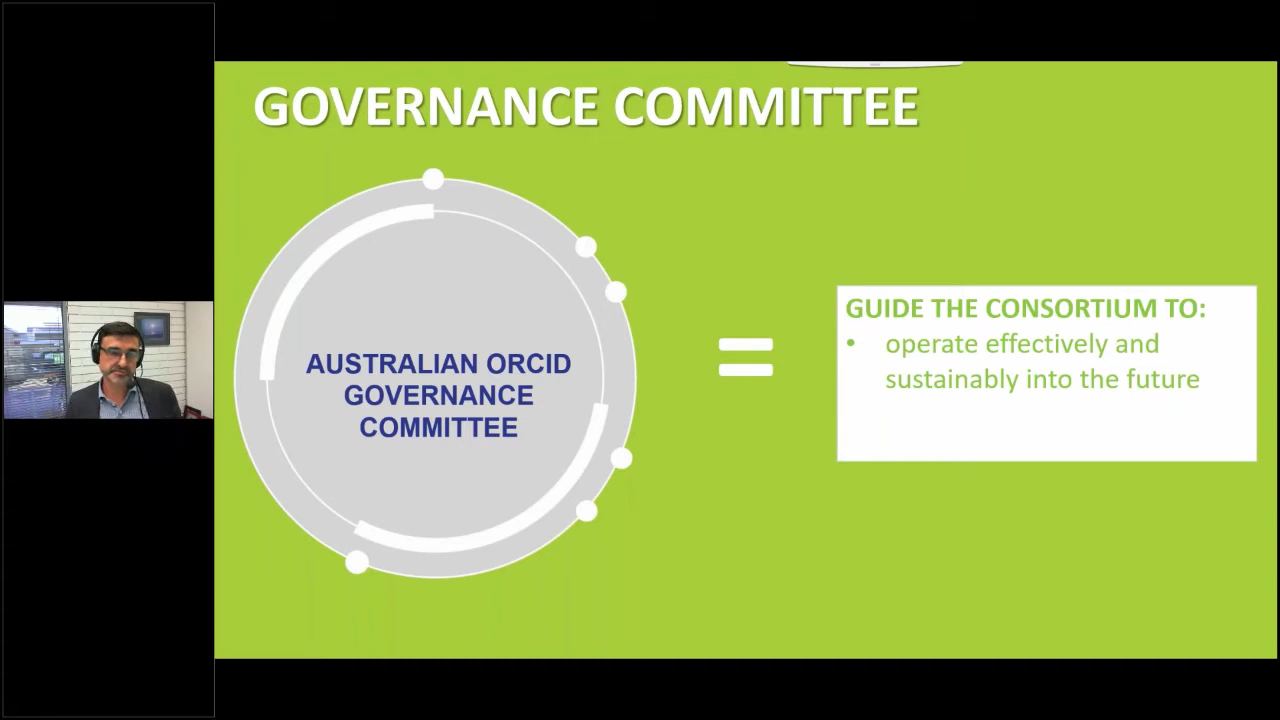 GOVERNANCE COMMITTEE
AUSTRALIAN ORCID
GOVERNANCE
COMMITTEE
GUIDE THE CONSORTIUM TO:
• operate effectively and
sustainably into the future